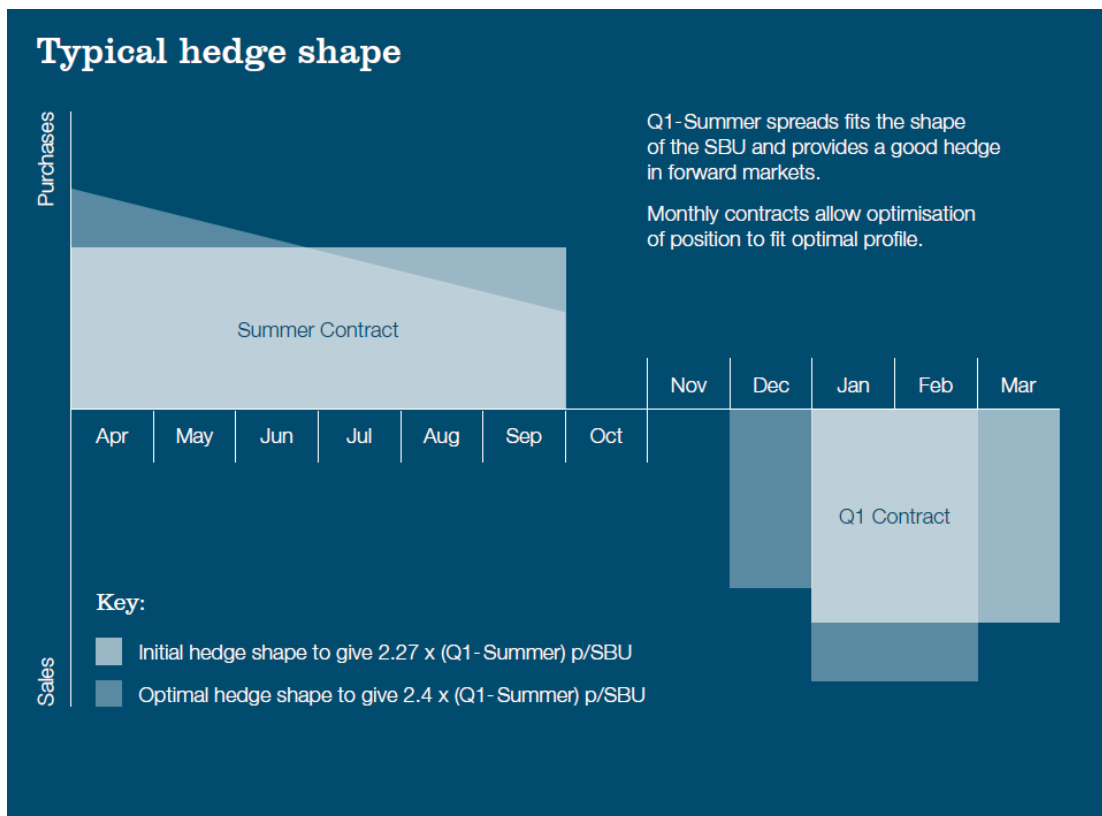 Typical hedge shape
Purchases
Q1-Summer spreads fits the shape
of the SBU and provides a good hedge
in forward markets.
Monthly contracts allow optimisation
of position to fit optimal profile.
Summer Contract
Nov Dec Jan Feb Mar
Apr May Jun Jul Aug Sep Oct
Q1 Contract
Key:
Initial hedge shape to give 2.27 x (Q1-Summer) p/SBU
Optimal hedge shape to give 2.4 x (Q1-Summer) p/SBU
Sales